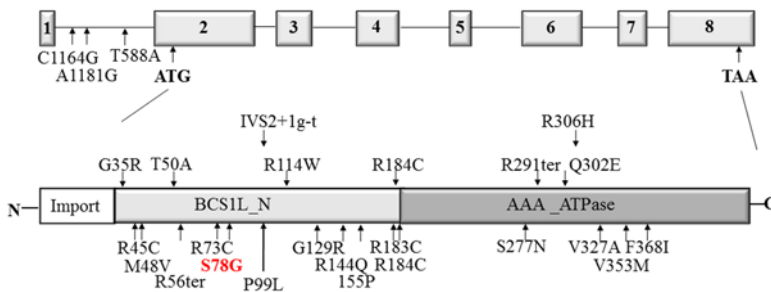 1 2 3 4 5 6 7 8
C1164G T588A
A1181G ATG TAA
IVS2+1g-t R306H
G35R T50A R114W R184C R291ter Q302E
N Import BCS1L_N AAA _ATPase C
R45C R73C G129R R183C S277N V327A F368I
M48V S78G R144Q R184C V353M
R56ter P99L 155P